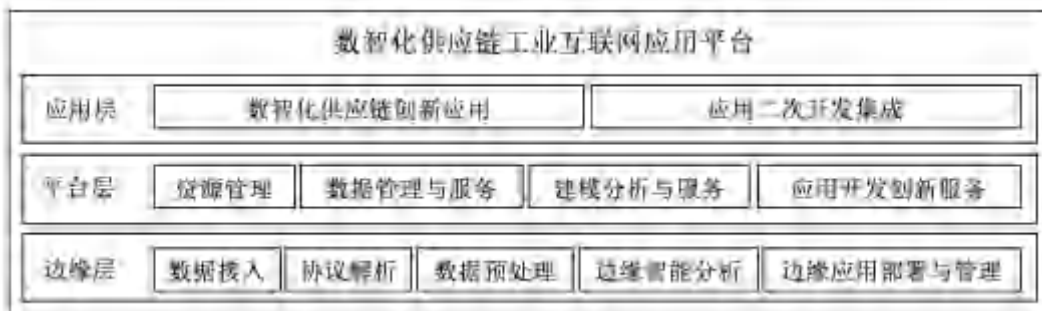 数智化供应链工业互联网应用平台
应用层 数智化供应链创新应用 应用二次开发集成
平台层 资源管理 数据管理与服务 建模分析与服务 应用开发创新服务
边缘层 数据接入 协议解析 数据预处理 边缘智能分析 边缘应用部署与管理